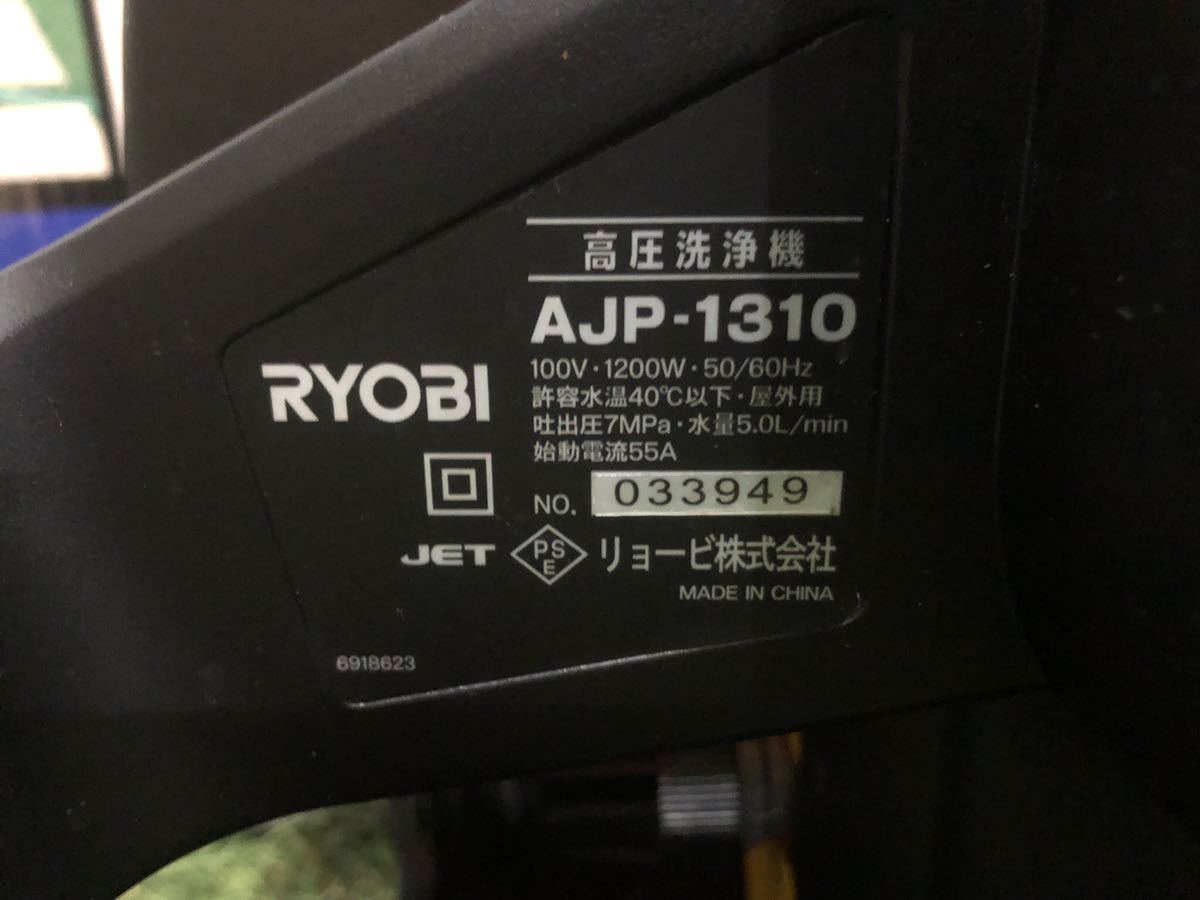 高圧洗浄機
AJP-1310
100V・1200W・50/60Hz
許容水温40℃以下・屋外用
吐出圧7MPa・水量5.0L/min
始動電流55A
RYOBI
NO. 033949
JET PSE リョービ株式会社
MADE IN CHINA
6918623